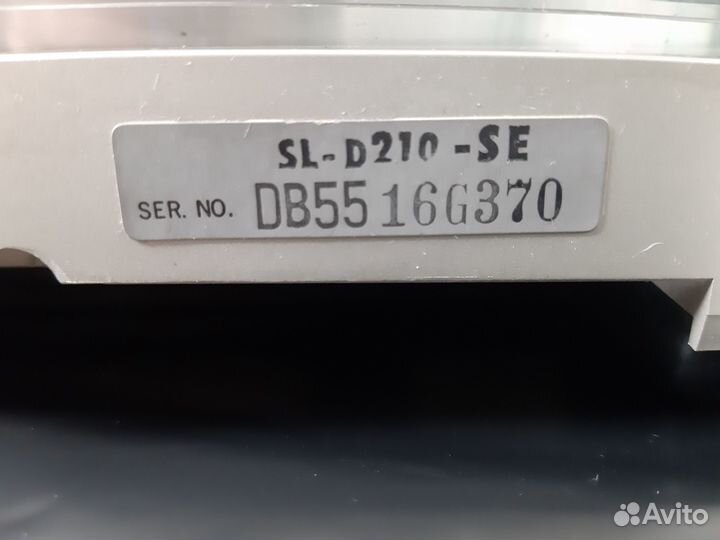 SL-D210-SE
SER. NO. DB5516G370
Avito